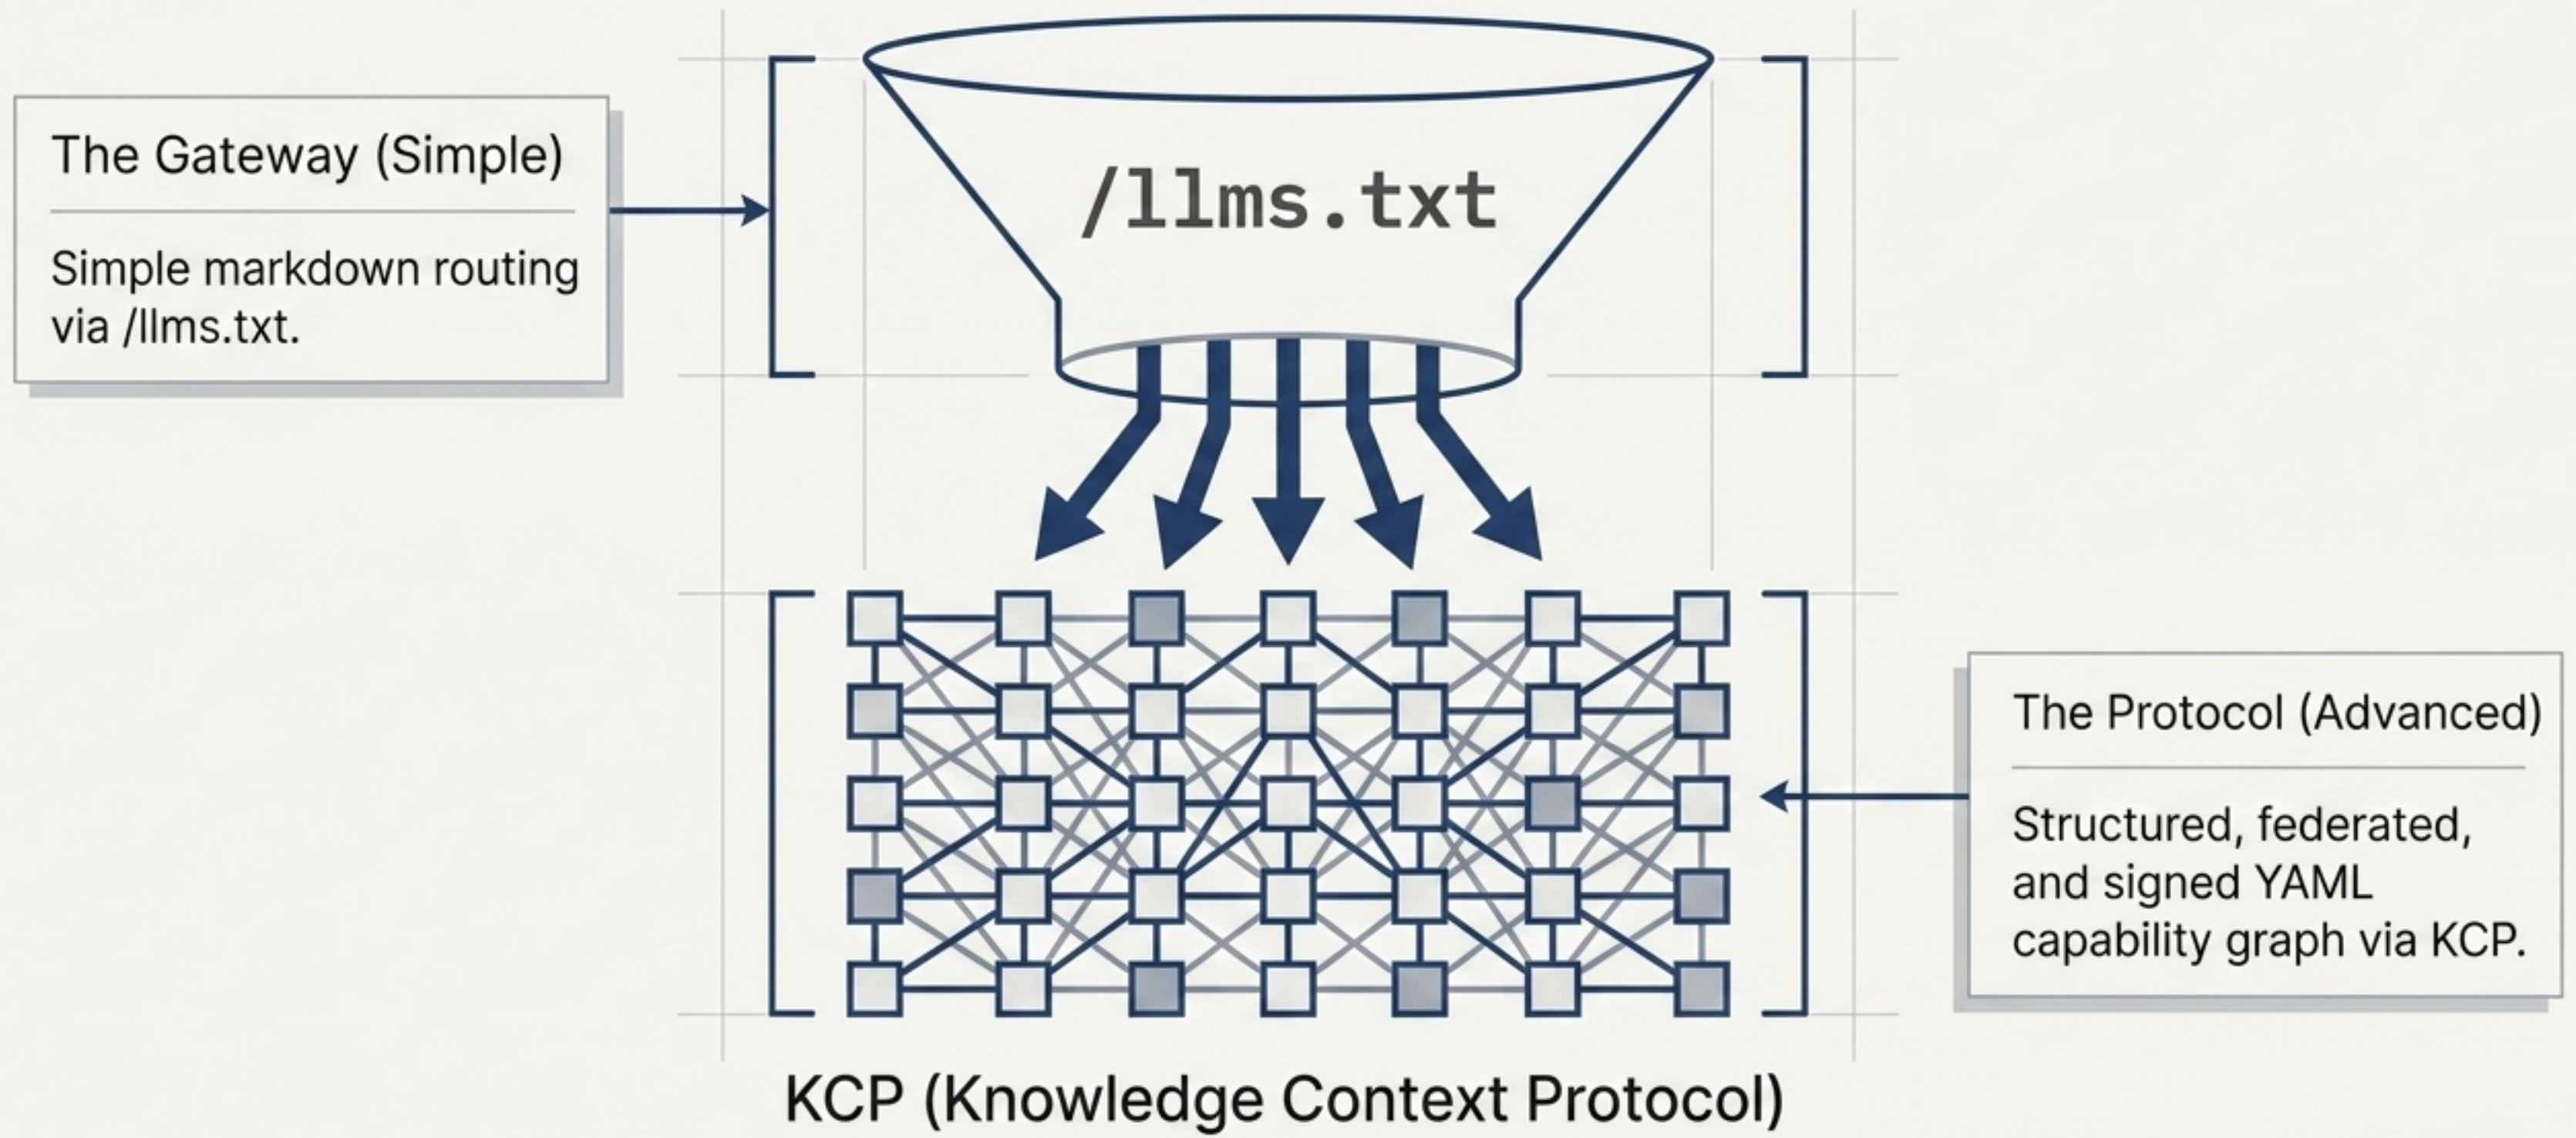 The Gateway (Simple)
Simple markdown routing
via /llms.txt.
/llms.txt
The Protocol (Advanced)
Structured, federated,
and signed YAML
capability graph via KCP.
KCP (Knowledge Context Protocol)